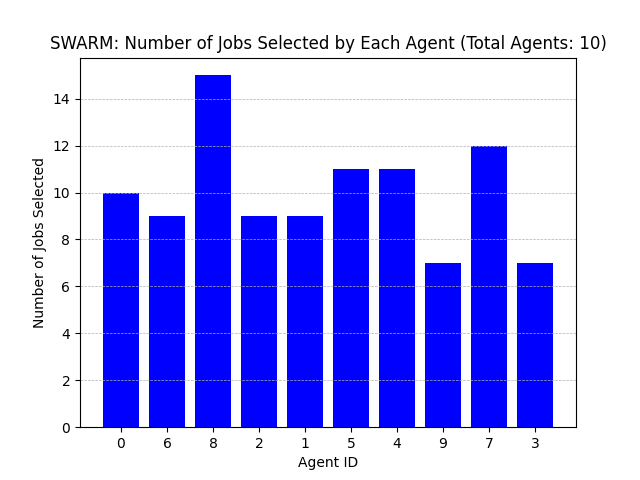 SWARM: Number of Jobs Selected by Each Agent (Total Agents: 10)
Number of Jobs Selected
14
12
10
8
6
4
2
0
0 6 8 2 1 5 4 9 7 3
Agent ID